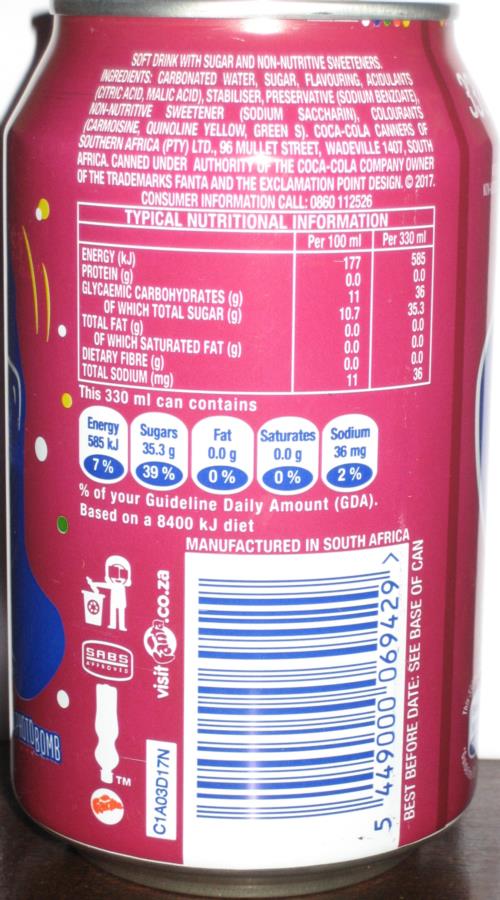 SOFT DRINK WITH SUGAR AND NON-NUTRITIVE SWEETENERS.
INGREDIENTS: CARBONATED WATER, SUGAR, FLAVOURING, ACIDULANTS
(CITRIC ACID, MALIC ACID), STABILISER, PRESERVATIVE (SODIUM BENZOATE),
NON-NUTRITIVE SWEETENER (SODIUM SACCHARIN), COLOURANTS
(CARMOISINE, QUINOLINE YELLOW, GREEN S). COCA-COLA CANNERS OF
SOUTHERN AFRICA (PTY) LTD., 96 MULLET STREET, WADEVILLE 1407, SOUTH
AFRICA. CANNED UNDER AUTHORITY OF THE COCA-COLA COMPANY OWNER
OF THE TRADEMARKS FANTA AND THE EXCLAMATION POINT DESIGN. © 2017.
CONSUMER INFORMATION CALL: 0860 112526
TYPICAL NUTRITIONAL INFORMATION
Per 100 ml Per 330 ml
ENERGY (kJ) 177 585
PROTEIN (g) 0.0 0.0
GLYCAEMIC CARBOHYDRATES (g) 11 36
OF WHICH TOTAL SUGAR (g) 10.7 35.3
TOTAL FAT (g) 0.0 0.0
OF WHICH SATURATED FAT (g) 0.0 0.0
DIETARY FIBRE (g) 0.0 0.0
TOTAL SODIUM (mg) 11 36
This 330 ml can contains
Energy Sugars Fat Saturates Sodium
585 kJ 35.3 g 0.0 g 0.0 g 36 mg
7% 39% 0% 0% 2%
% of your Guideline Daily Amount (GDA).
Based on a 8400 kJ diet
MANUFACTURED IN SOUTH AFRICA
visit Fanta.co.za
SABS
APPROVED
TM
C1A03D17N
5 449000 069429 >
BEST BEFORE DATE: SEE BASE OF CAN
PHOTOBOMB